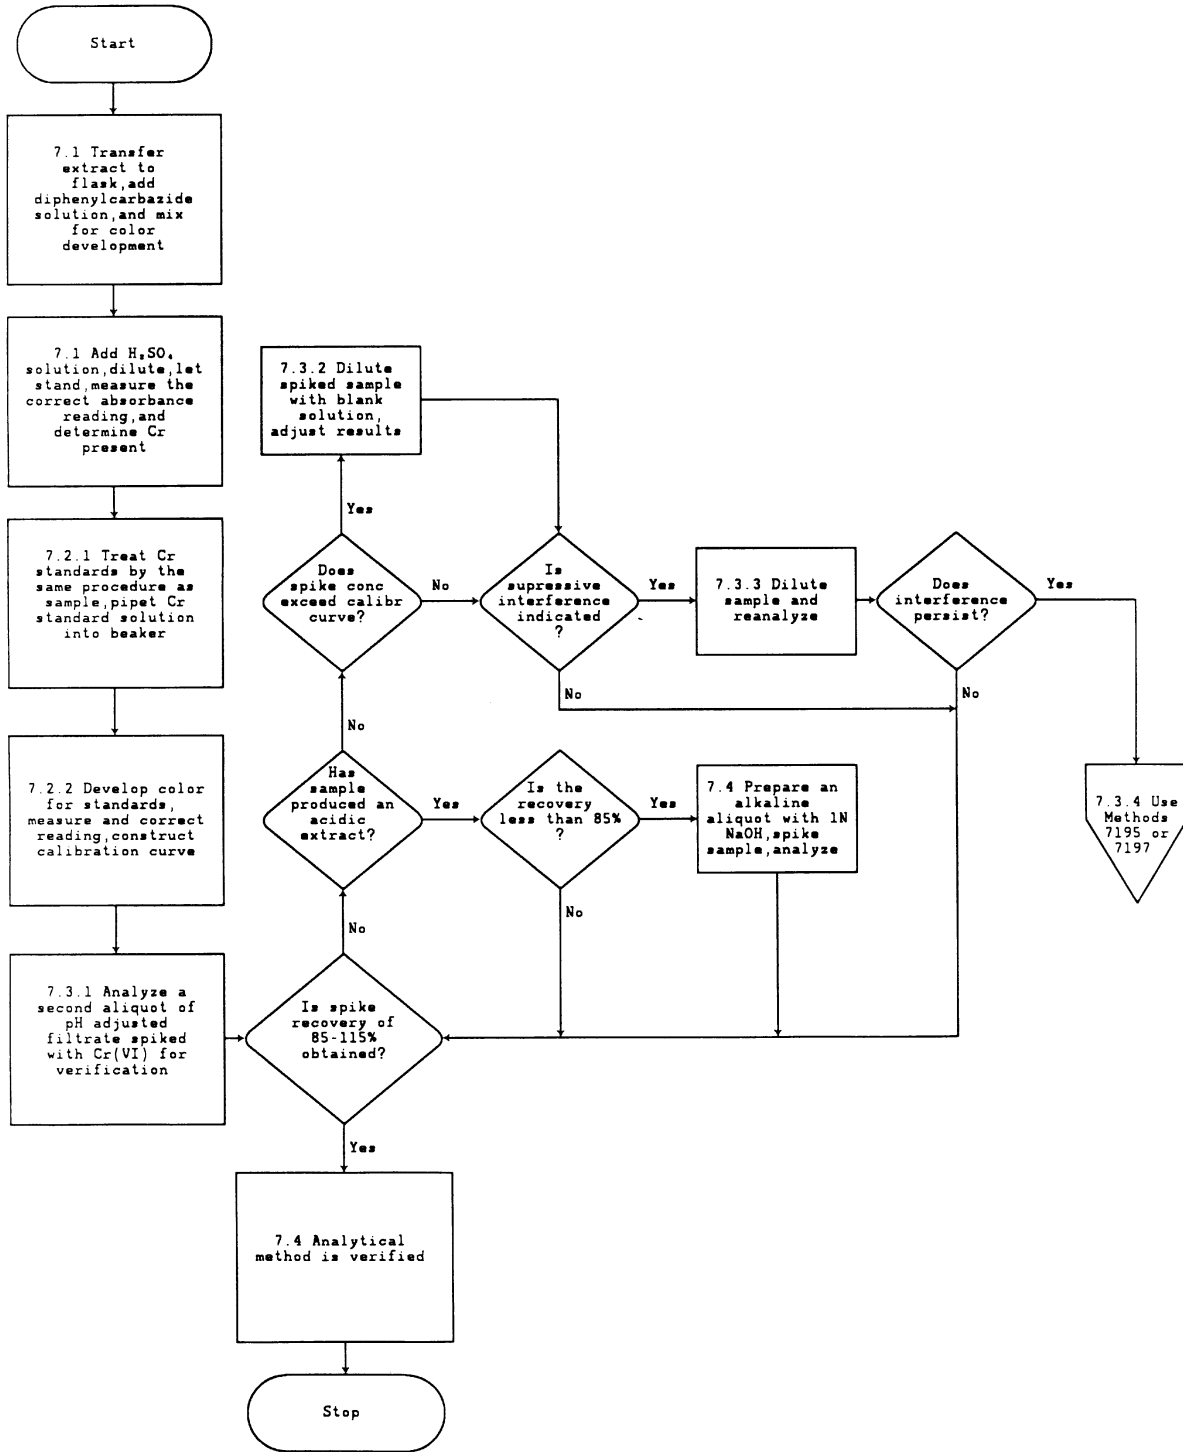 Start
7.1 Transfer
extract to
flask,add
diphenylcarbazide
solution,and mix
for color
development
7.1 Add H₂SO₄
solution,dilute,let
stand,measure the
correct absorbance
reading,and
determine Cr
present
7.2.1 Treat Cr
standards by the
same procedure as
sample,pipet Cr
standard solution
into beaker
7.2.2 Develop color
for standards,
measure and correct
reading,construct
calibration curve
7.3.1 Analyze a
second aliquot of
pH adjusted
filtrate spiked
with Cr(VI) for
verification
Is spike
recovery of
85-115%
obtained?
No
Yes
Has
sample
produced an
acidic
extract?
No
Yes
Does
spike conc
exceed calibr
curve?
Yes
No
7.3.2 Dilute
spiked sample
with blank
solution,
adjust results
Is
supressive
interference
indicated
?
Yes
No
7.3.3 Dilute
sample and
reanalyze
Does
interference
persist?
Yes
No
7.3.4 Use
Methods
7195 or
7197
Is the
recovery
less than 85%
?
Yes
No
7.4 Prepare an
alkaline
aliquot with 1N
NaOH,spike
sample,analyze
7.4 Analytical
method is verified
Stop